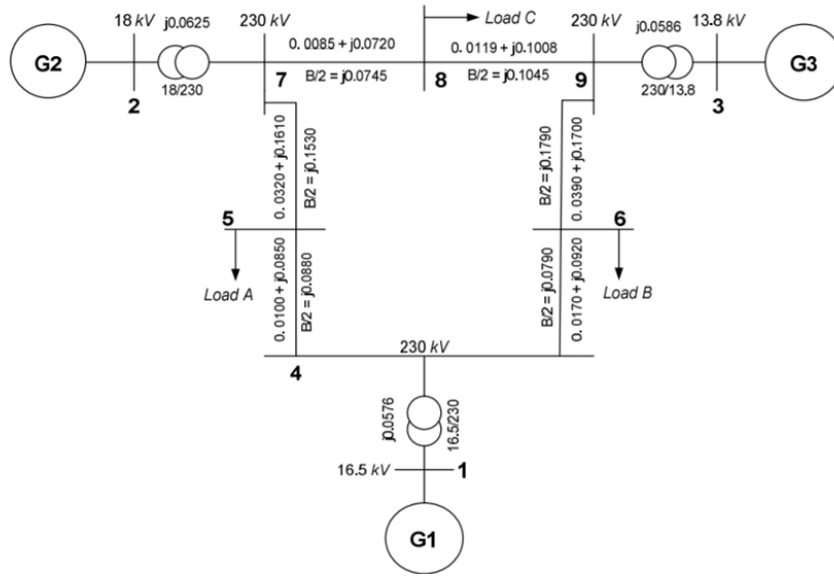 18 kV
j0.0625
230 kV
0. 0085 + j0.0720
Load C
0. 0119 + j0.1008
230 kV
j0.0586
13.8 kV
G2
G3
2
18/230
7
B/2 = j0.0745
8
B/2 = j0.1045
9
230/13.8
3
0. 0320 + j0.1610
B/2 = j0.1530
B/2 = j0.1790
0. 0390 + j0.1700
5
6
Load A
0. 0100 + j0.0850
B/2 = j0.0880
B/2 = j0.0790
0. 0170 + j0.0920
Load B
4
230 kV
j0.0576
16.5/230
16.5 kV
1
G1